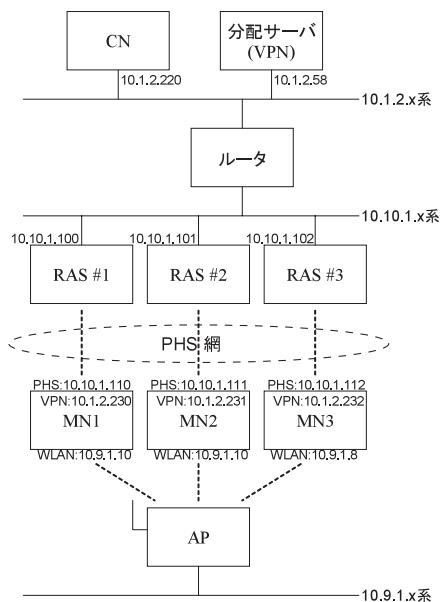 CN
分配サーバ
(VPN)
10.1.2.220
10.1.2.58
10.1.2.x系
ルータ
10.10.1.x系
10.10.1.100
10.10.1.101
10.10.1.102
RAS #1
RAS #2
RAS #3
PHS 網
PHS:10.10.1.110
PHS:10.10.1.111
PHS:10.10.1.112
VPN:10.1.2.230
VPN:10.1.2.231
VPN:10.1.2.232
MN1
MN2
MN3
WLAN:10.9.1.10
WLAN:10.9.1.10
WLAN:10.9.1.8
AP
10.9.1.x系